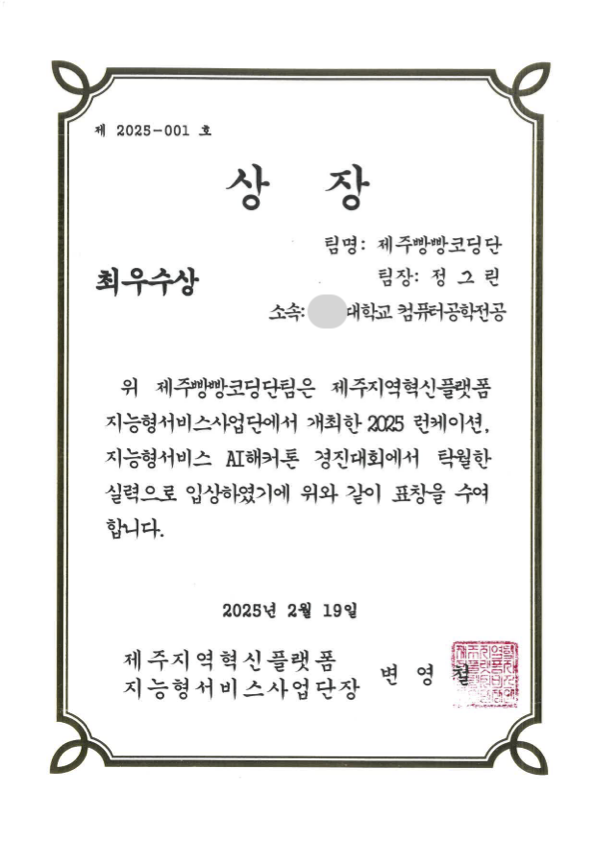 제 2025-001 호
상 장
팀명: 제주빵빵코딩단
최우수상
팀장: 정 그 린
소속: 대학교 컴퓨터공학전공
위 제주빵빵코딩단팀은 제주지역혁신플랫폼
지능형서비스사업단에서 개최한 2025 런케이션,
지능형서비스 AI해커톤 경진대회에서 탁월한
실력으로 입상하였기에 위와 같이 표창을 수여
합니다.
2025년 2월 19일
제주지역혁신플랫폼
지능형서비스사업단장 변 영 철